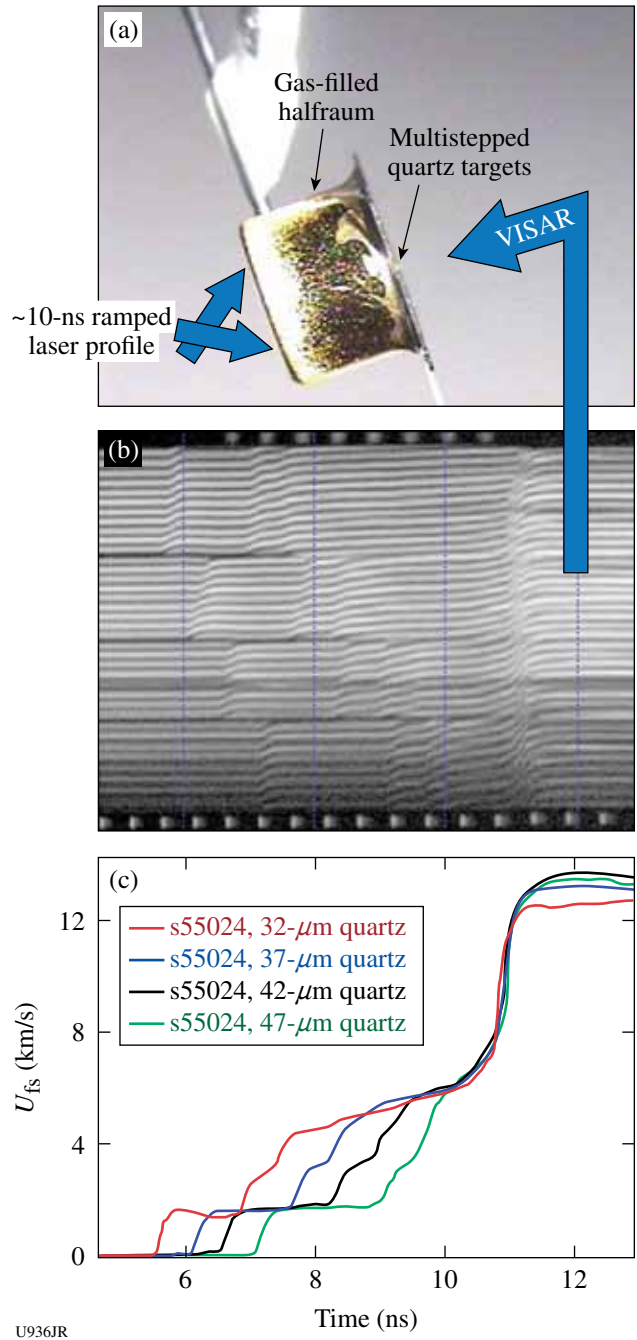 (a)
Gas-filled
halfraum
Multistepped
quartz targets
VISAR
~10-ns ramped
laser profile
(b)
(c)
s55024, 32-μm quartz
s55024, 37-μm quartz
s55024, 42-μm quartz
s55024, 47-μm quartz
12
8
4
0
U_fs (km/s)
6 8 10 12
Time (ns)
U936JR